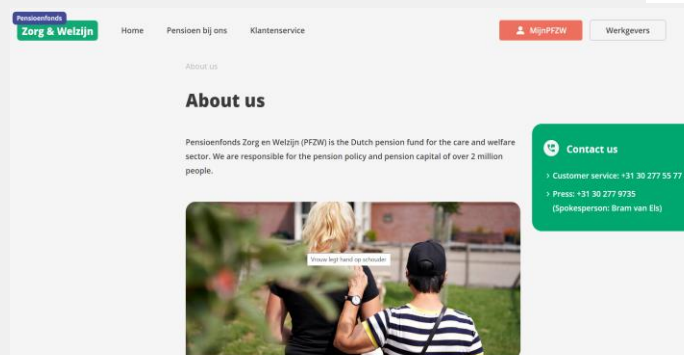 Pensioenfonds
Zorg & Welzijn
Home
Pensioen bij ons
Klantenservice
MijnPFZW
Werkgevers
About us
About us
Pensioenfonds Zorg en Welzijn (PFZW) is the Dutch pension fund for the care and welfare
sector. We are responsible for the pension policy and pension capital of over 2 million
people.
Contact us
> Customer service: +31 30 277 55 77
> Press: +31 30 277 9735
(Spokesperson: Bram van Els)
Vrouw legt hand op schouder